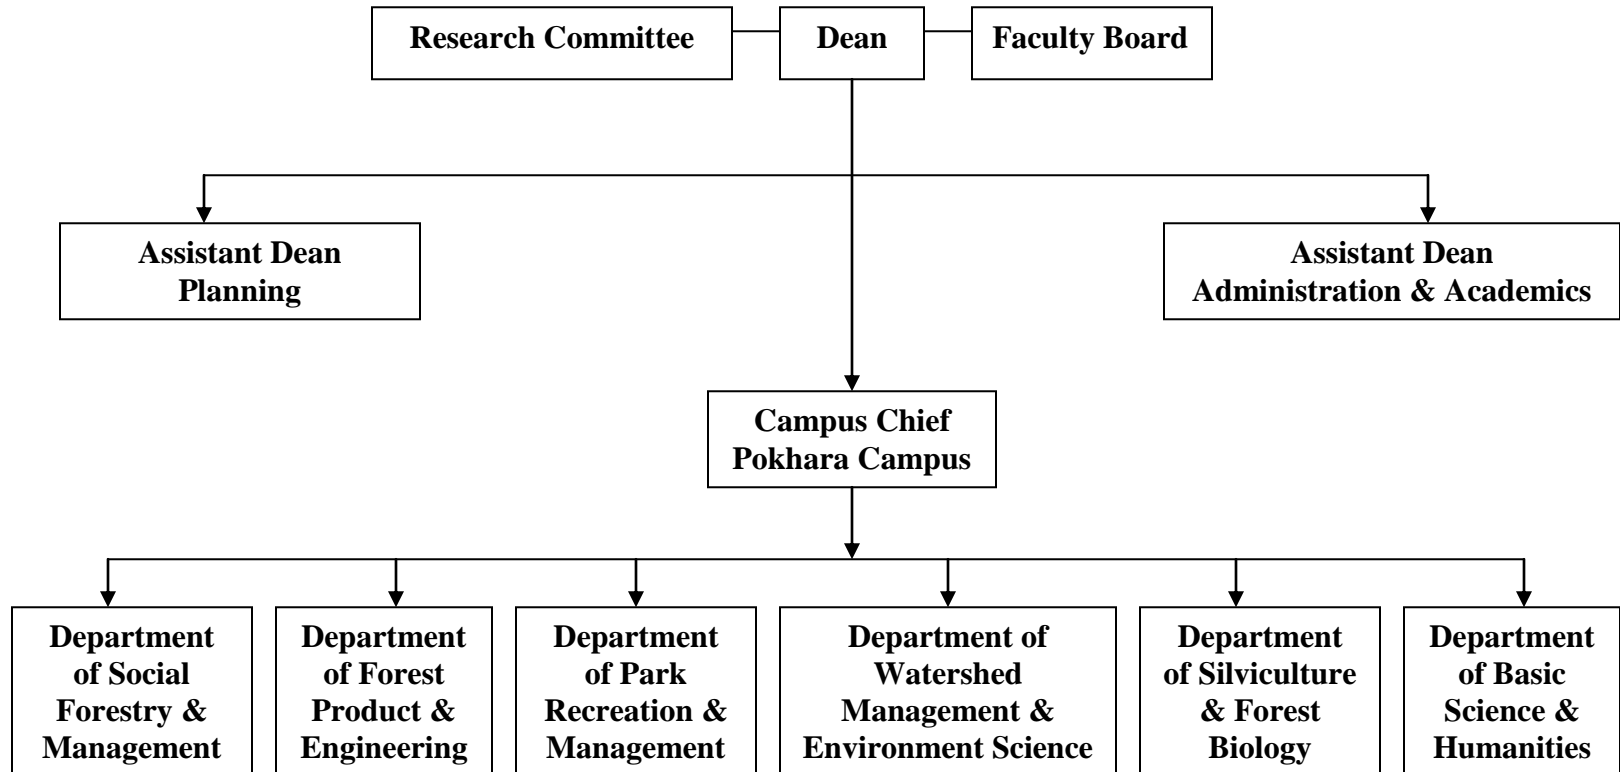 Research Committee
Dean
Faculty Board
Assistant Dean
Planning
Assistant Dean
Administration & Academics
Campus Chief
Pokhara Campus
Department
of Social
Forestry &
Management
Department
of Forest
Product &
Engineering
Department
of Park
Recreation &
Management
Department of
Watershed
Management &
Environment Science
Department
of Silviculture
& Forest
Biology
Department
of Basic
Science &
Humanities